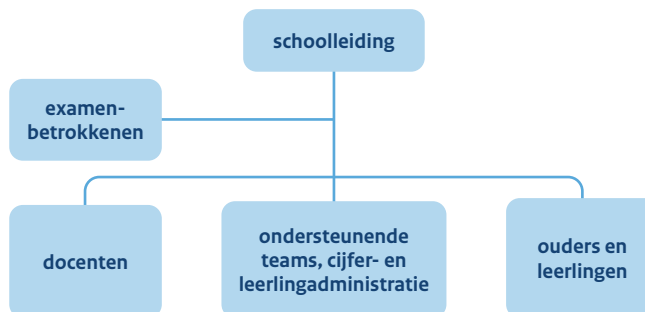 schoolleiding
examen-
betrokkenen
docenten
ondersteunende
teams, cijfer- en
leerlingadministratie
ouders en
leerlingen